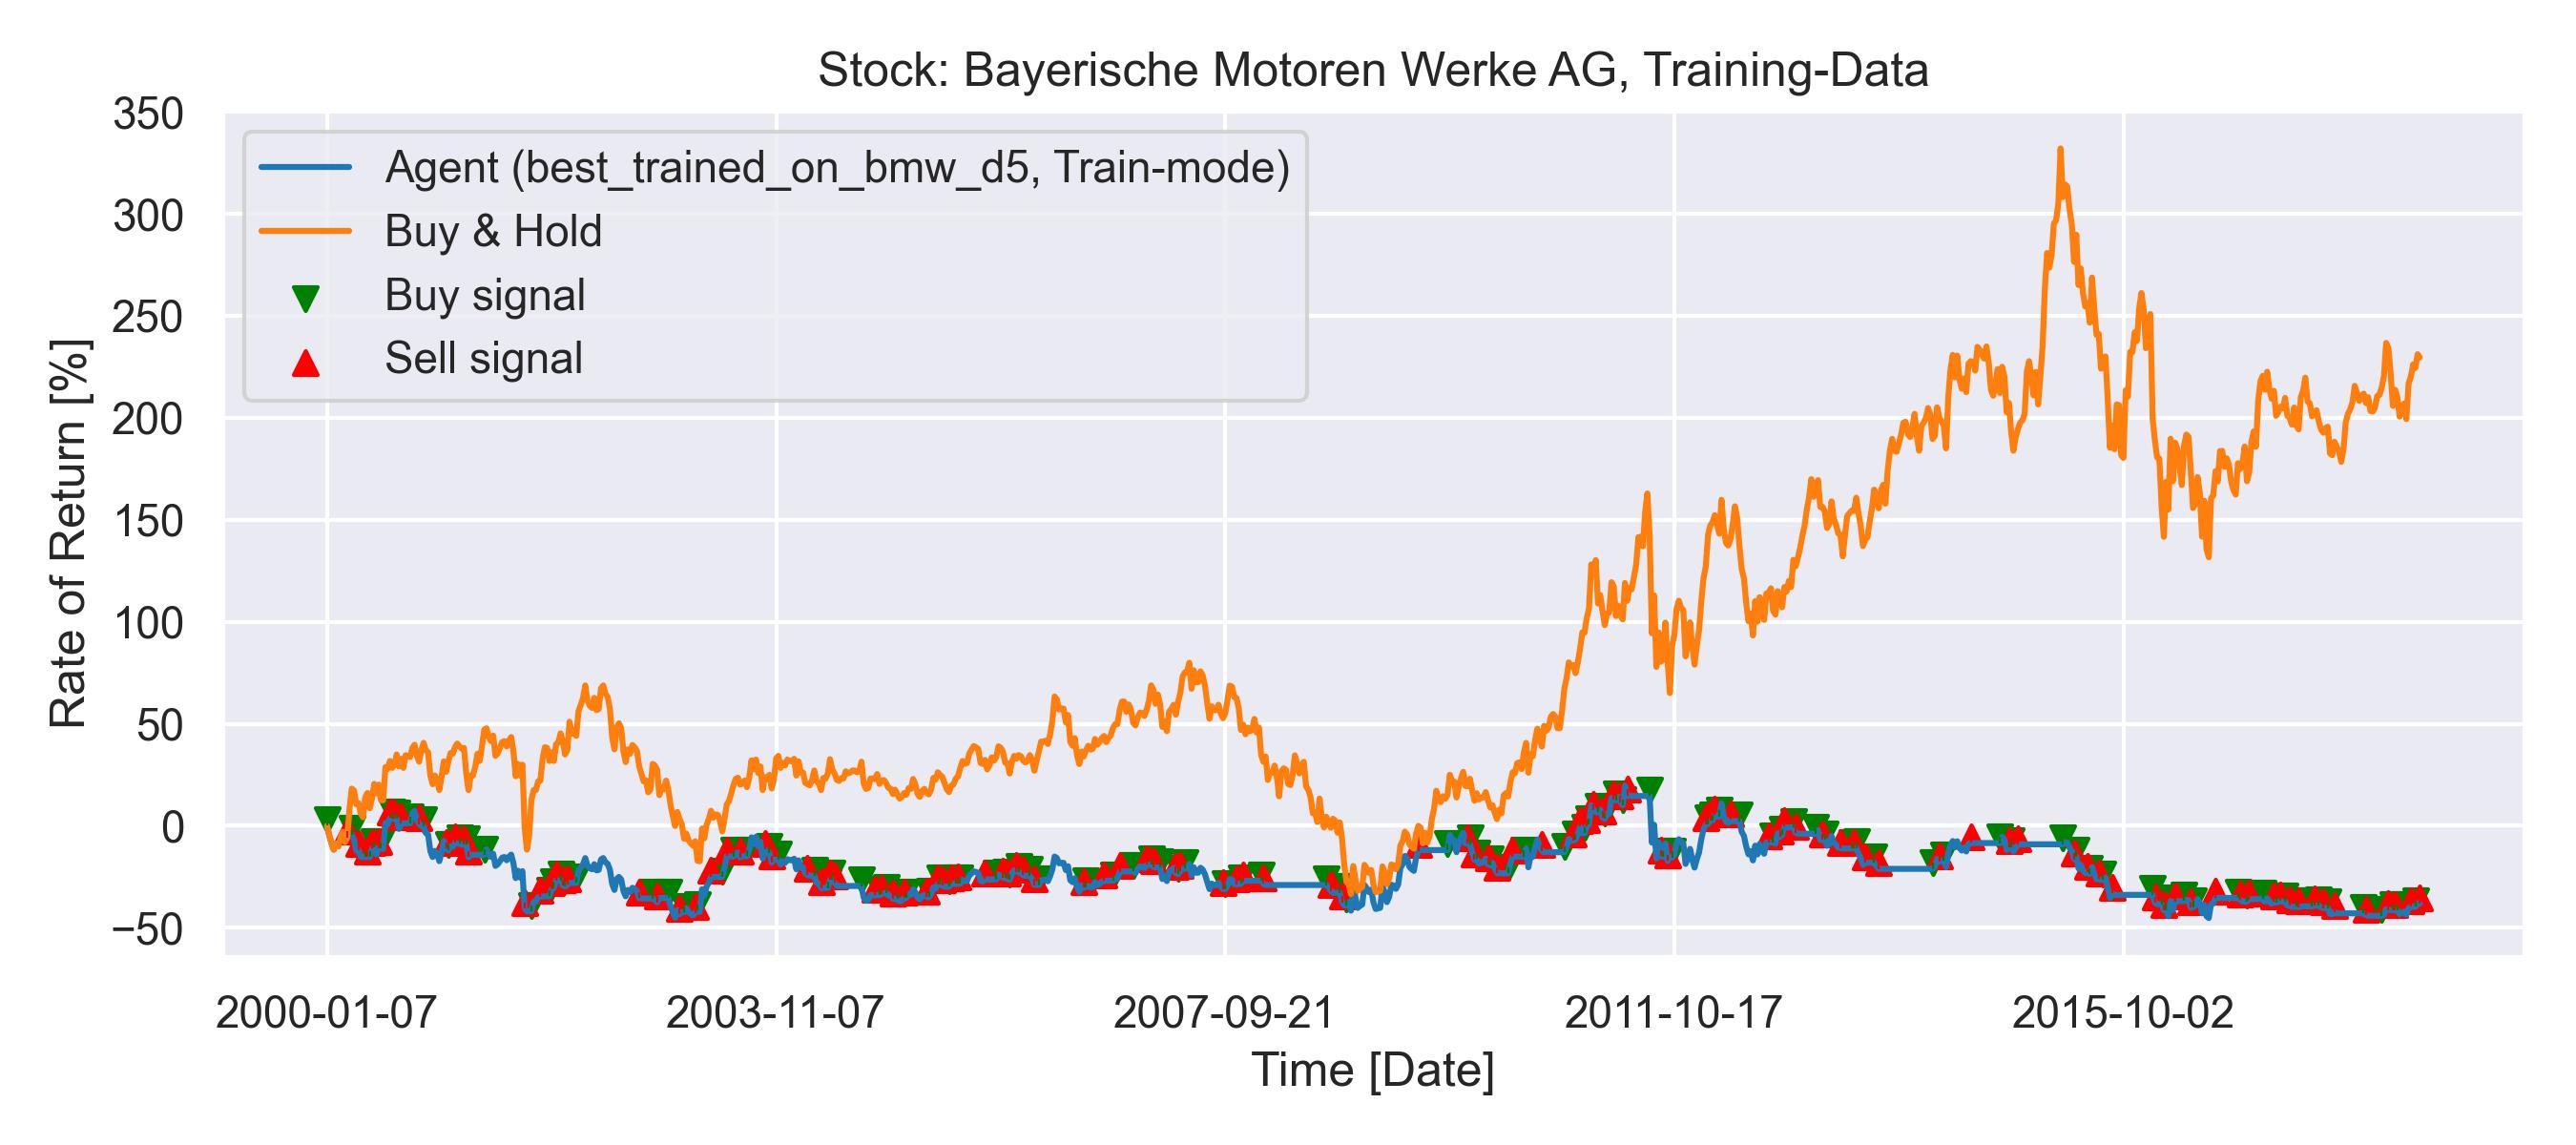 Stock: Bayerische Motoren Werke AG, Training-Data
350
300
250
200
150
100
50
0
−50
Rate of Return [%]
Agent (best_trained_on_bmw_d5, Train-mode)
Buy & Hold
Buy signal
Sell signal
2000-01-07
2003-11-07
2007-09-21
2011-10-17
2015-10-02
Time [Date]